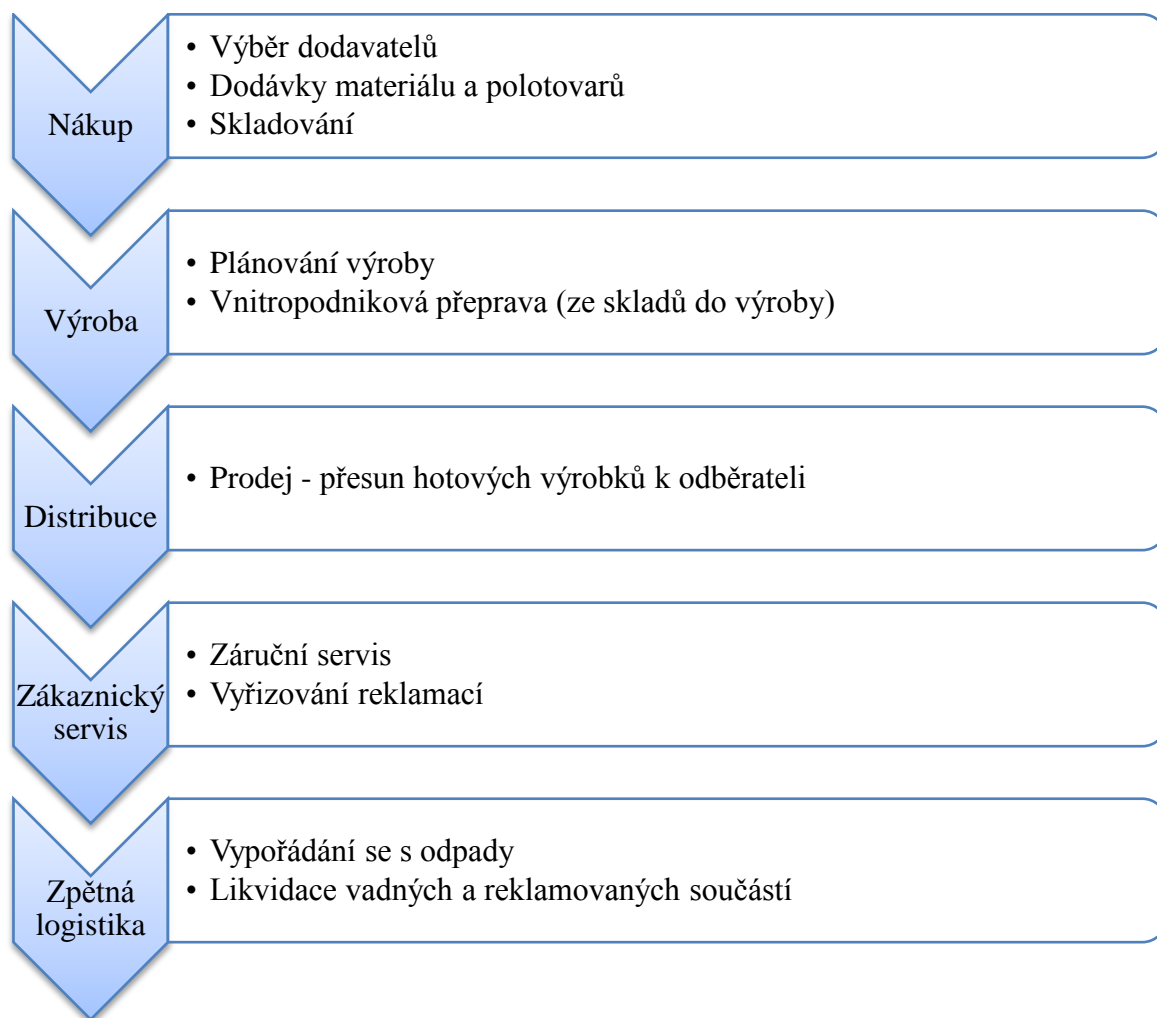 Nákup
• Výběr dodavatelů
• Dodávky materiálu a polotovarů
• Skladování
Výroba
• Plánování výroby
• Vnitropodniková přeprava (ze skladů do výroby)
Distribuce
• Prodej - přesun hotových výrobků k odběrateli
Zákaznický
servis
• Záruční servis
• Vyřizování reklamací
Zpětná
logistika
• Vypořádání se s odpady
• Likvidace vadných a reklamovaných součástí